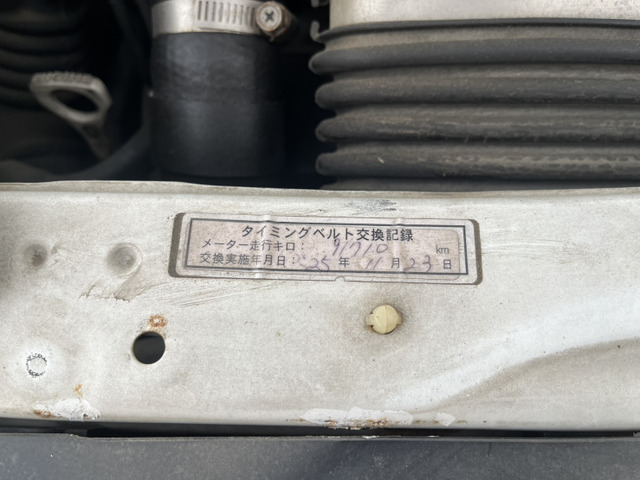 タイミングベルト交換記録
メーター走行キロ： 91710 km
交換実施年月日： 25 年 11 月 23 日